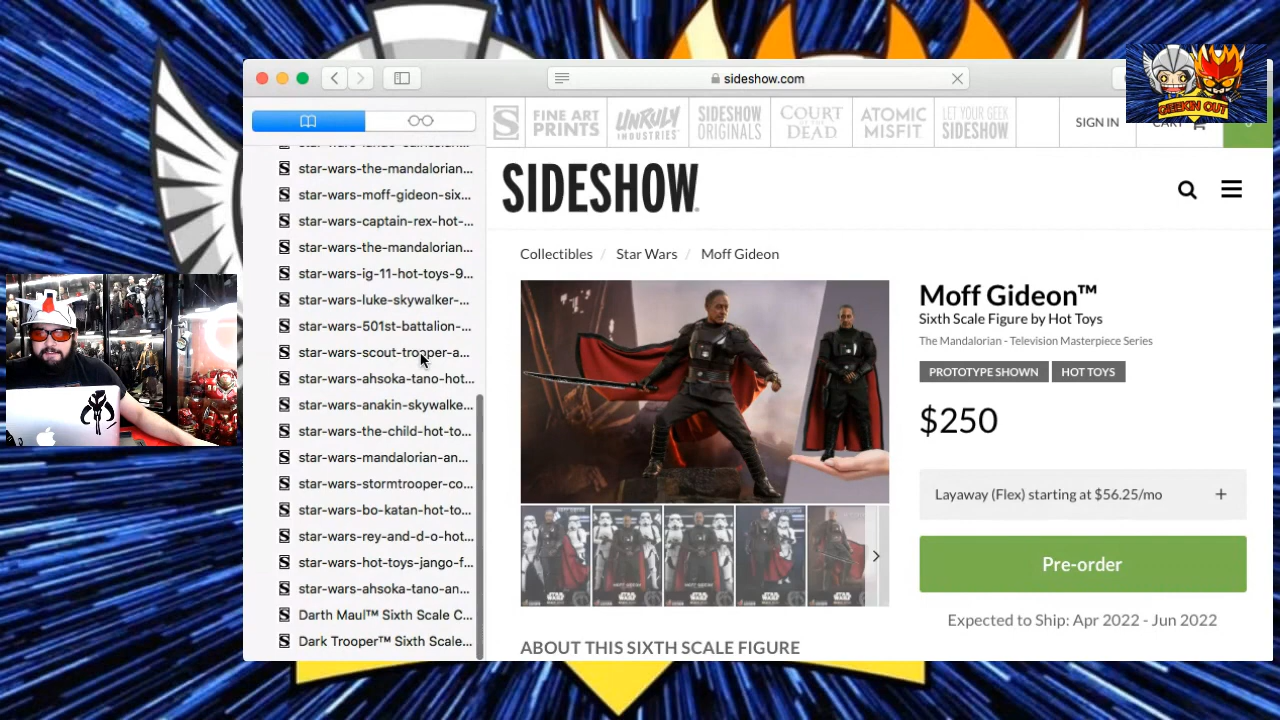 sideshow.com
GEEKIN OUT
S
FINE ART PRINTS
UNRULY INDUSTRIES
SIDESHOW ORIGINALS
COURT OF THE DEAD
ATOMIC MISFIT
LET YOUR GEEK SIDESHOW
SIGN IN
CART
SIDESHOW
star-wars-the-mandalorian...
star-wars-moff-gideon-six...
star-wars-captain-rex-hot-...
star-wars-the-mandalorian...
star-wars-ig-11-hot-toys-9...
star-wars-luke-skywalker-...
star-wars-501st-battalion-...
star-wars-scout-trooper-a...
star-wars-ahsoka-tano-hot...
star-wars-anakin-skywalke...
star-wars-the-child-hot-to...
star-wars-mandalorian-an...
star-wars-stormtrooper-co...
star-wars-bo-katan-hot-to...
star-wars-rey-and-d-o-hot...
star-wars-hot-toys-jango-f...
star-wars-ahsoka-tano-an...
Darth Maul™ Sixth Scale C...
Dark Trooper™ Sixth Scale...
Collectibles / Star Wars / Moff Gideon
Moff Gideon™
Sixth Scale Figure by Hot Toys
The Mandalorian - Television Masterpiece Series
PROTOTYPE SHOWN
HOT TOYS
$250
Layaway (Flex) starting at $56.25/mo +
Pre-order
Expected to Ship: Apr 2022 - Jun 2022
ABOUT THIS SIXTH SCALE FIGURE